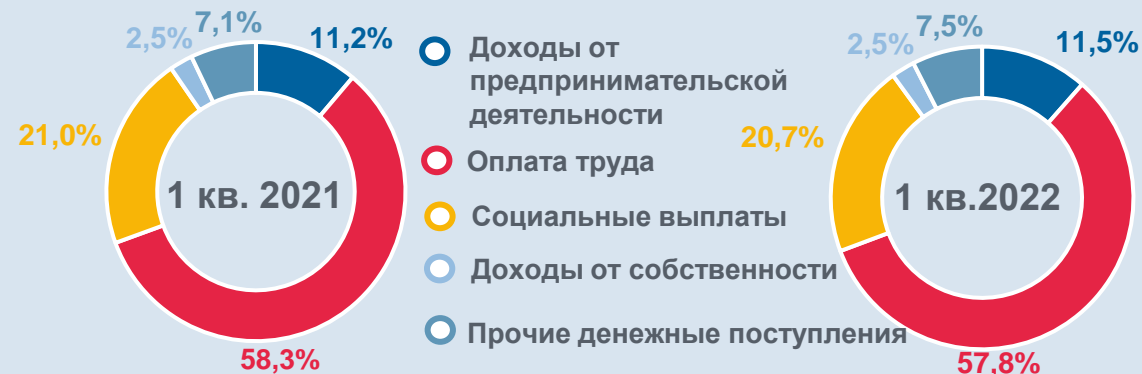 7,1%
2,5%
11,2%
21,0%
1 кв. 2021
58,3%
Доходы от
предпринимательской
деятельности
Оплата труда
Социальные выплаты
Доходы от собственности
Прочие денежные поступления
7,5%
2,5%
11,5%
20,7%
1 кв.2022
57,8%